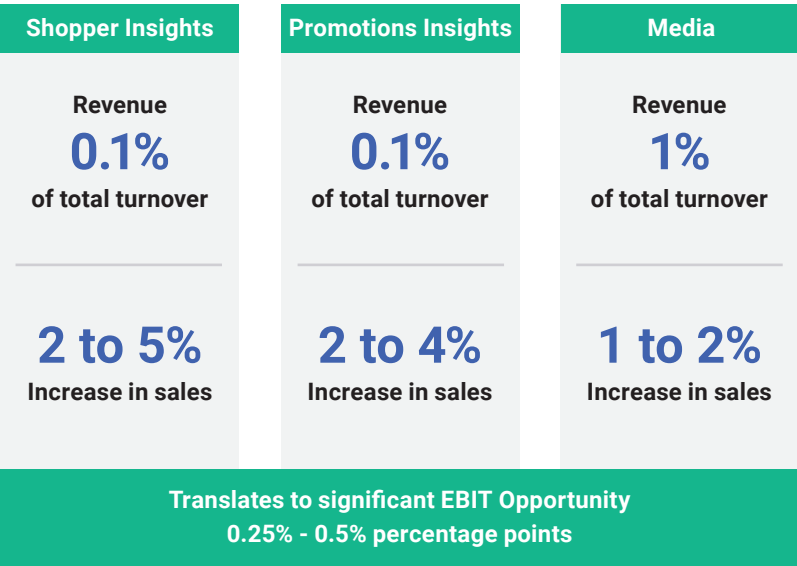 Shopper Insights
Revenue
0.1%
of total turnover
2 to 5%
Increase in sales
Promotions Insights
Revenue
0.1%
of total turnover
2 to 4%
Increase in sales
Media
Revenue
1%
of total turnover
1 to 2%
Increase in sales
Translates to significant EBIT Opportunity
0.25% - 0.5% percentage points